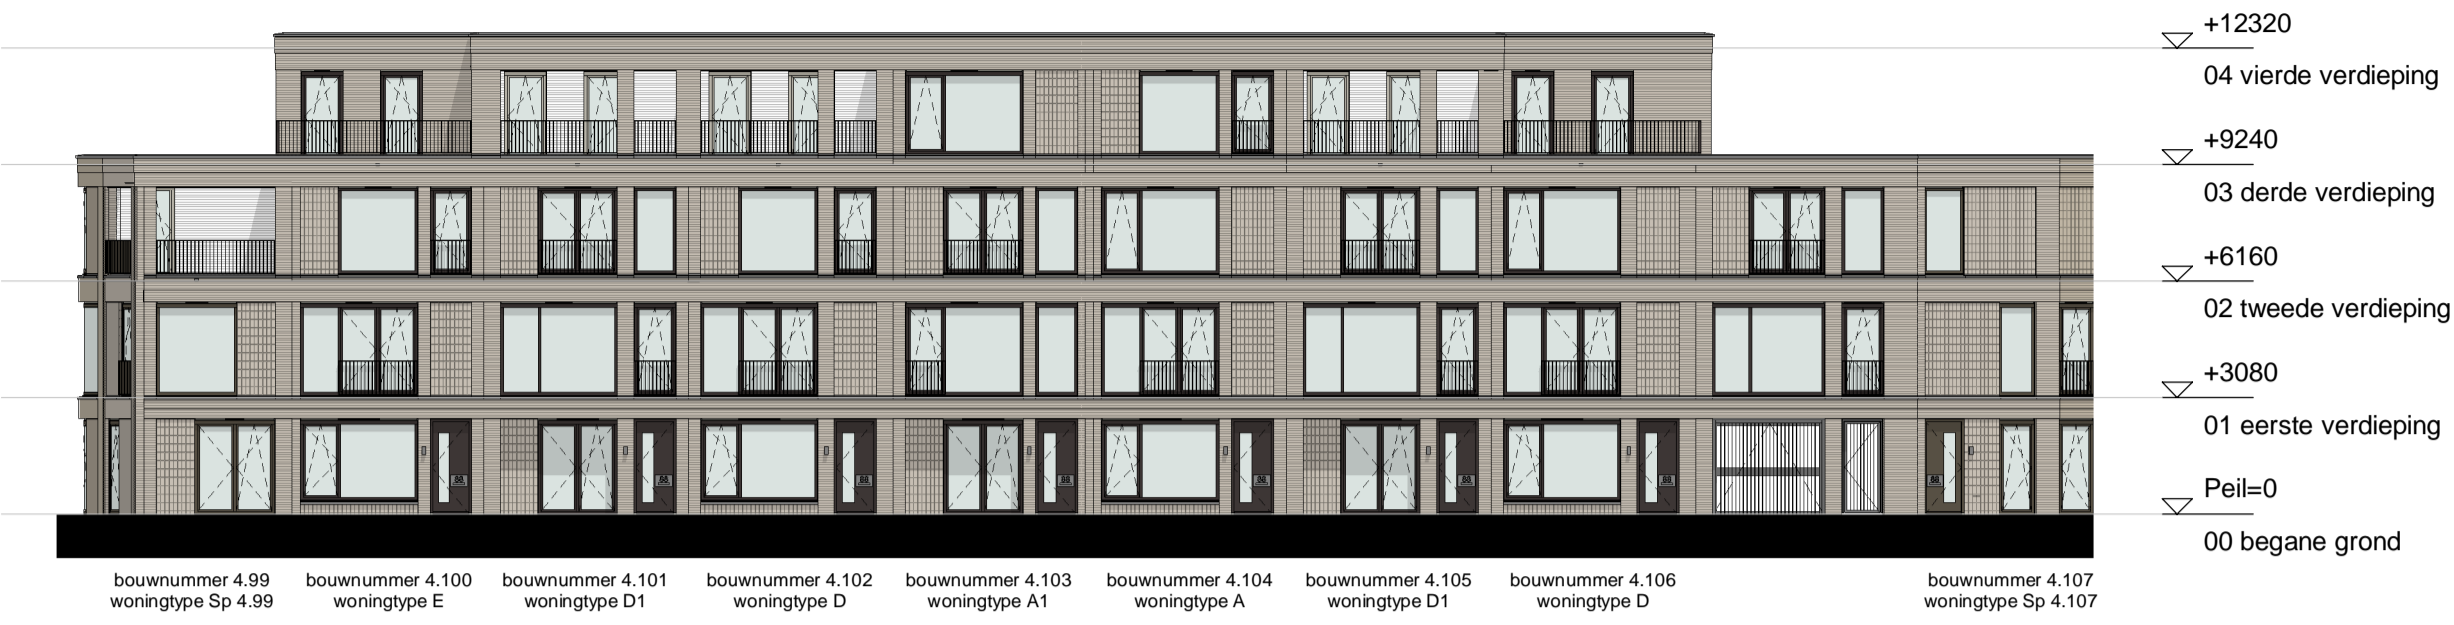 +12320
04 vierde verdieping
+9240
03 derde verdieping
+6160
02 tweede verdieping
+3080
01 eerste verdieping
Peil=0
00 begane grond
bouwnummer 4.99
woningtype Sp 4.99
bouwnummer 4.100
woningtype E
bouwnummer 4.101
woningtype D1
bouwnummer 4.102
woningtype D
bouwnummer 4.103
woningtype A1
bouwnummer 4.104
woningtype A
bouwnummer 4.105
woningtype D1
bouwnummer 4.106
woningtype D
bouwnummer 4.107
woningtype Sp 4.107